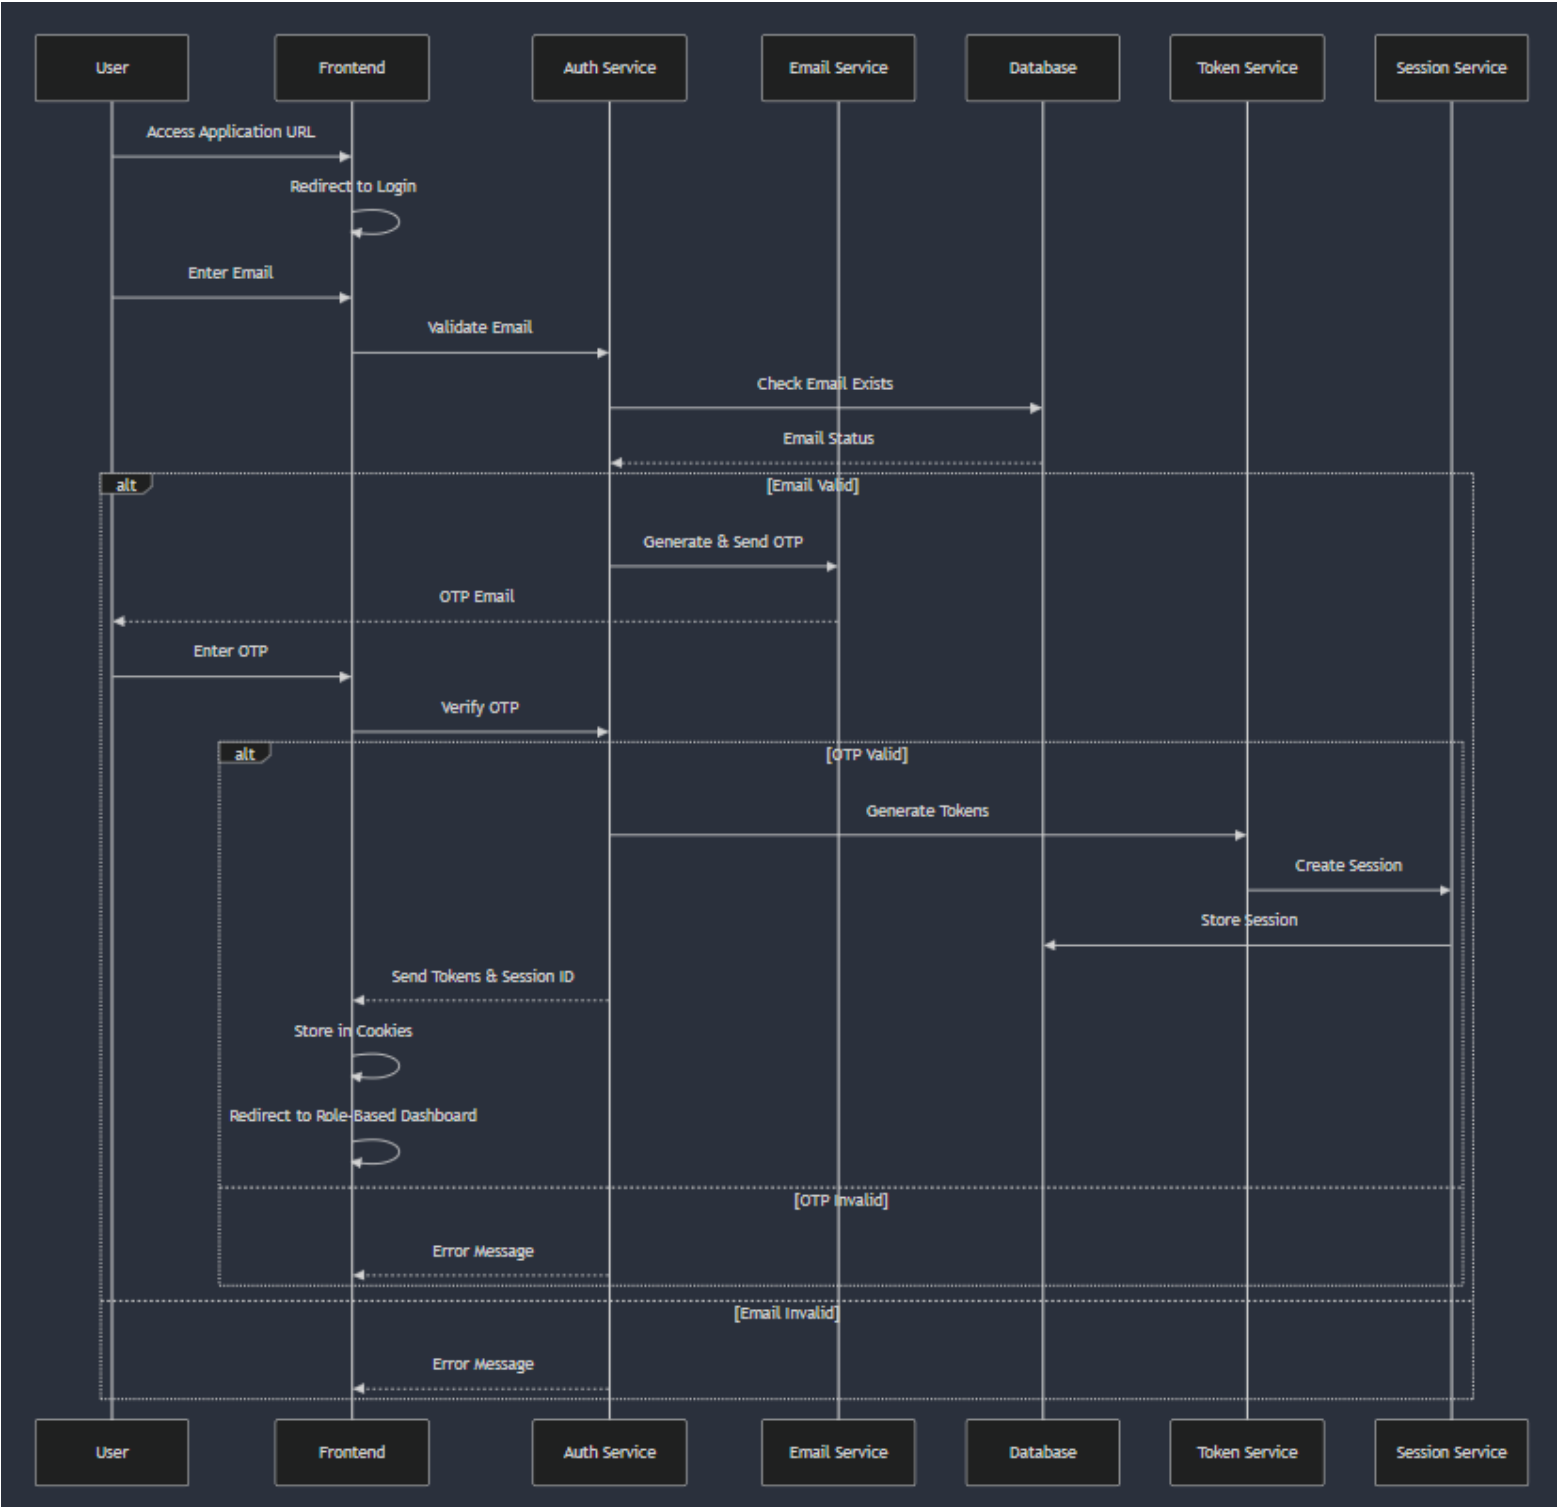 User
Frontend
Auth Service
Email Service
Database
Token Service
Session Service
Access Application URL
Redirect to Login
Enter Email
Validate Email
Check Email Exists
Email Status
alt
[Email Valid]
Generate & Send OTP
OTP Email
Enter OTP
Verify OTP
alt
[OTP Valid]
Generate Tokens
Create Session
Store Session
Send Tokens & Session ID
Store in Cookies
Redirect to Role-Based Dashboard
[OTP Invalid]
Error Message
[Email Invalid]
Error Message
User
Frontend
Auth Service
Email Service
Database
Token Service
Session Service